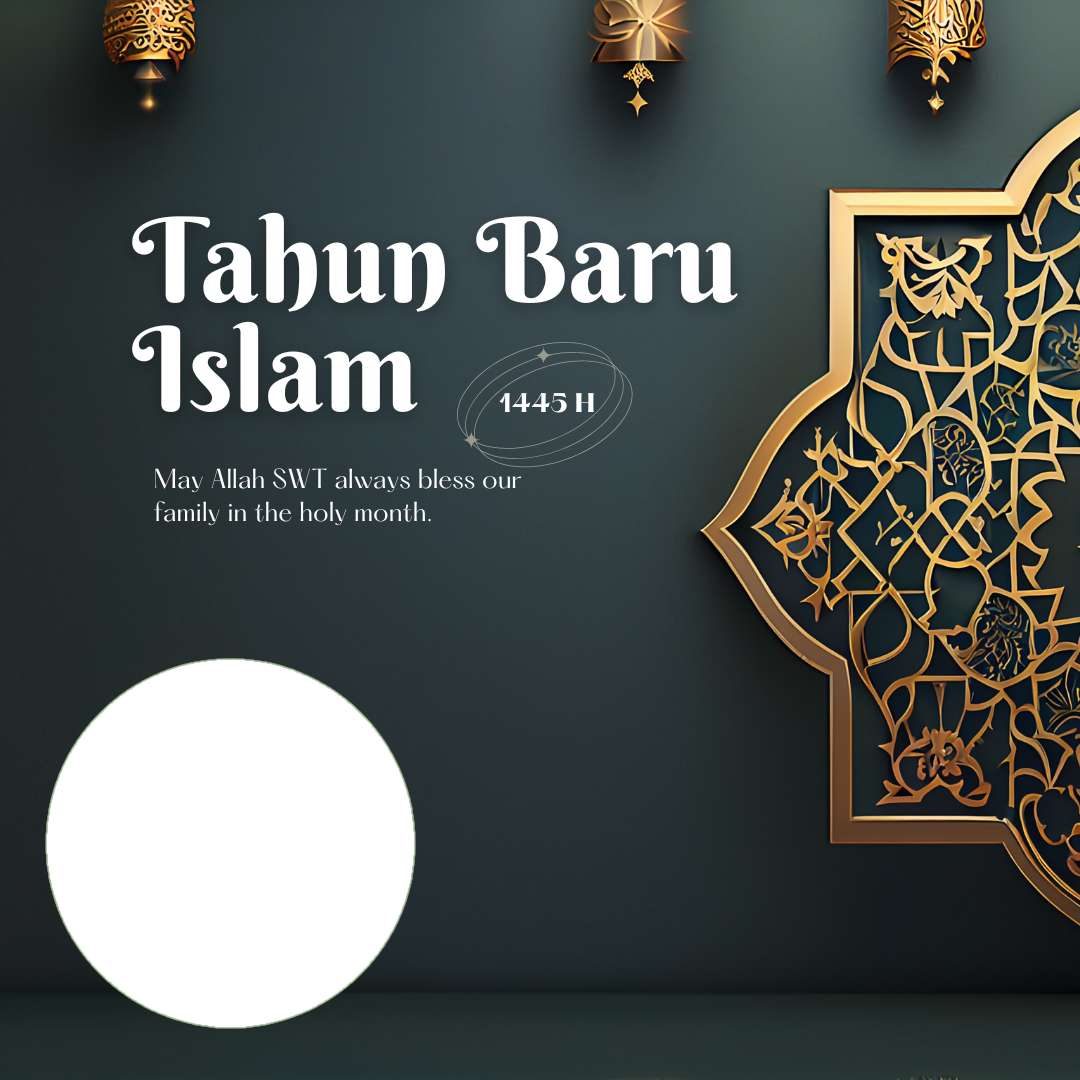 Tahun Baru
Islam
1445 H
May Allah SWT always bless our
family in the holy month.